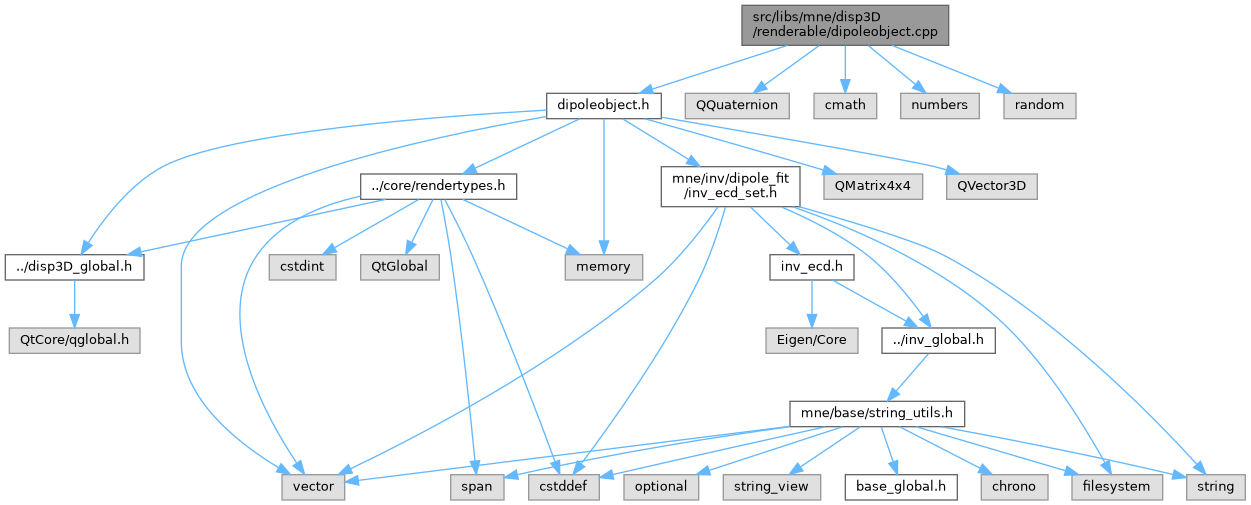 src/libs/mne/disp3D
/renderable/dipoleobject.cpp
dipoleobject.h
QQuaternion
cmath
numbers
random
../core/rendertypes.h
mne/inv/dipole_fit
/inv_ecd_set.h
QMatrix4x4
QVector3D
../disp3D_global.h
cstdint
QtGlobal
memory
inv_ecd.h
QtCore/qglobal.h
Eigen/Core
../inv_global.h
mne/base/string_utils.h
vector
span
cstddef
optional
string_view
base_global.h
chrono
filesystem
string